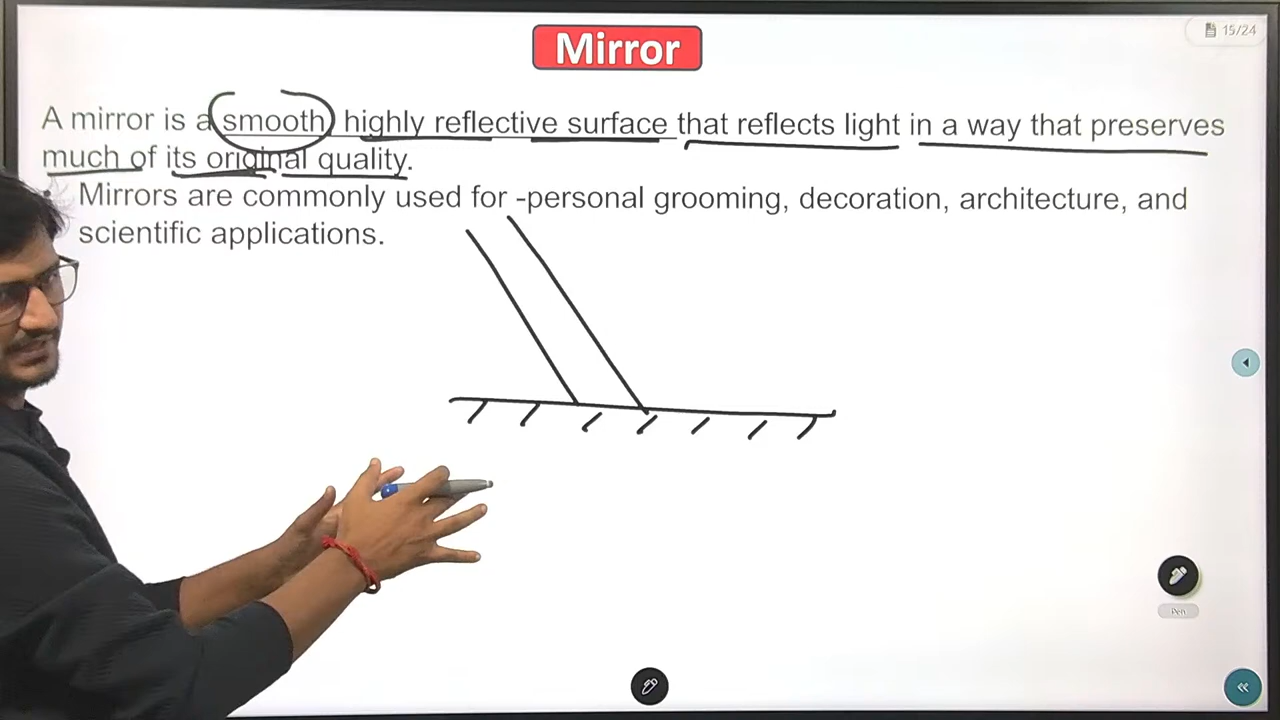 Mirror
15/24
A mirror is a smooth highly reflective surface that reflects light in a way that preserves
much of its original quality.
Mirrors are commonly used for -personal grooming, decoration, architecture, and
scientific applications.
Pen